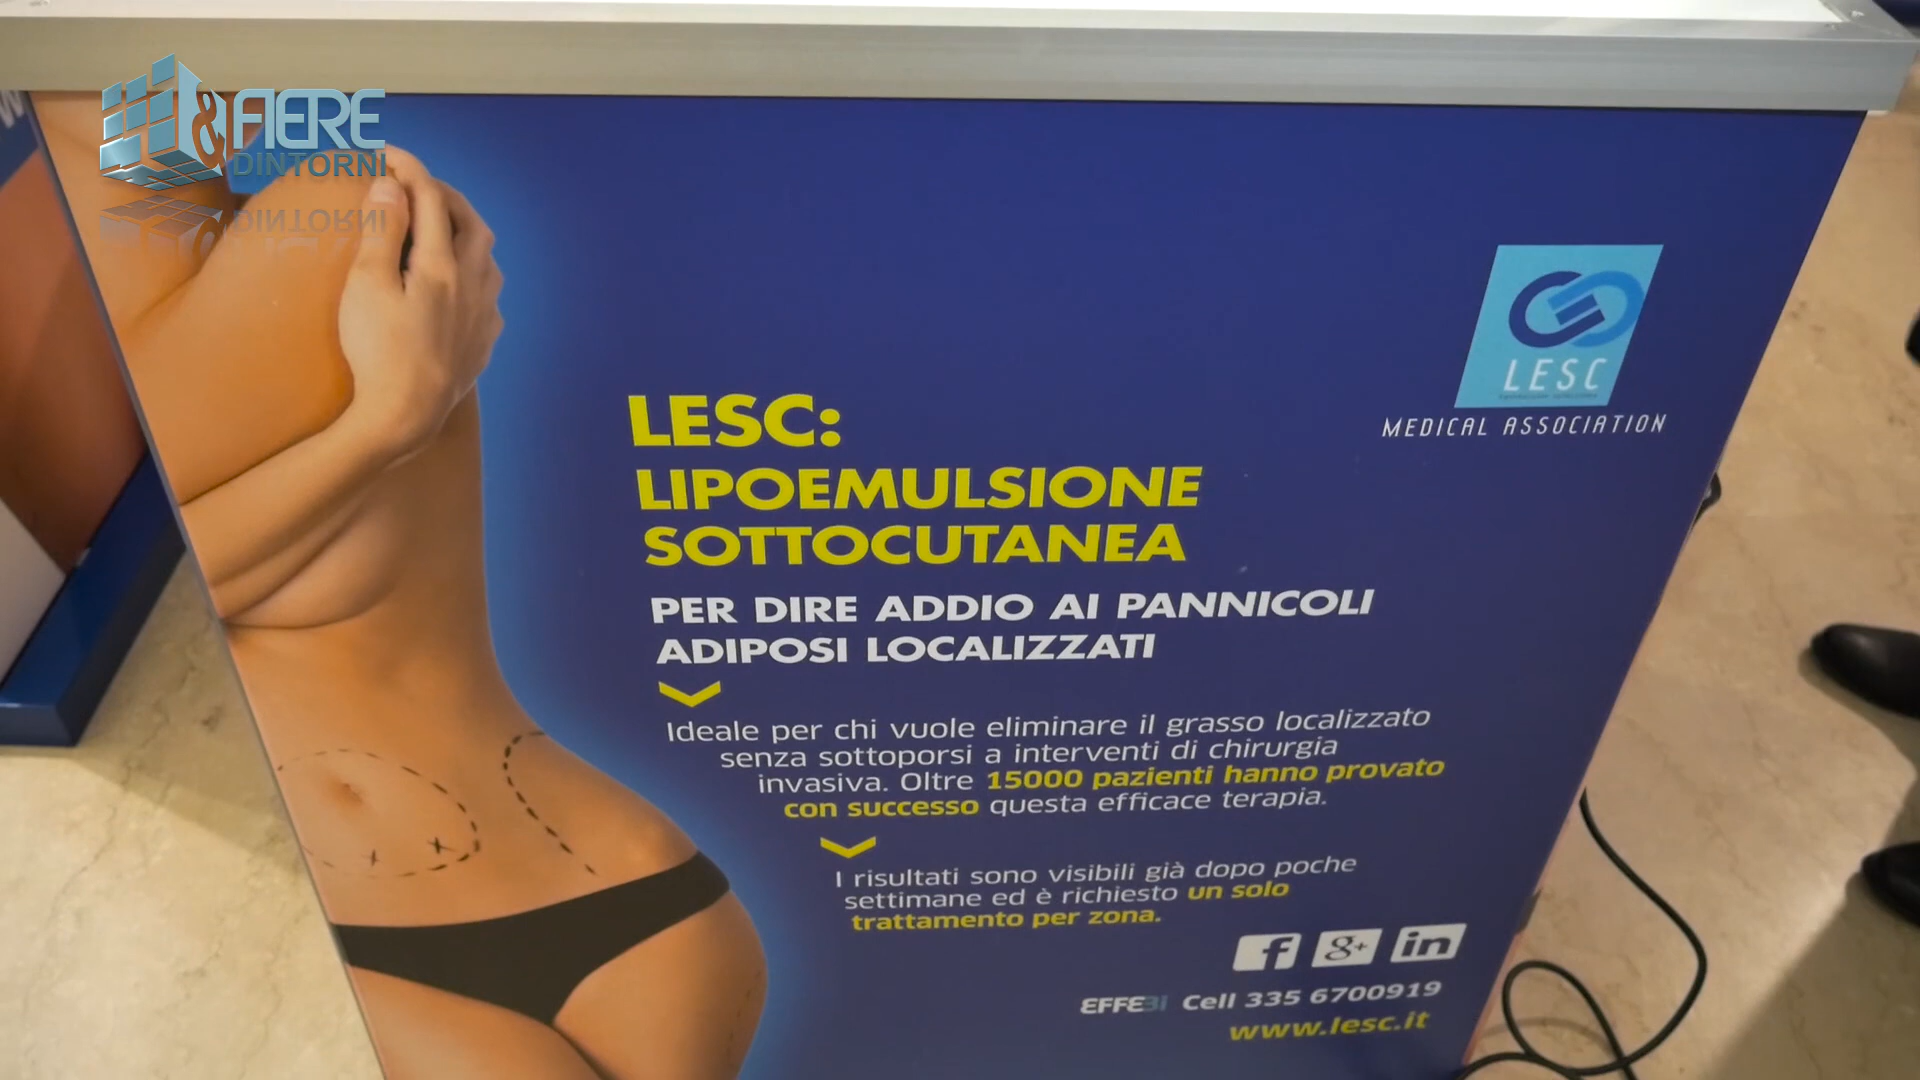 & FIERE
DINTORNI
LESC
MEDICAL ASSOCIATION
LESC:
LIPOEMULSIONE
SOTTOCUTANEA
PER DIRE ADDIO AI PANNICOLI
ADIPOSI LOCALIZZATI
Ideale per chi vuole eliminare il grasso localizzato
senza sottoporsi a interventi di chirurgia
invasiva. Oltre 15000 pazienti hanno provato
con successo questa efficace terapia.
I risultati sono visibili già dopo poche
settimane ed è richiesto un solo
trattamento per zona.
f g+ in
EFFEBI Cell 335 6700919
www.lesc.it